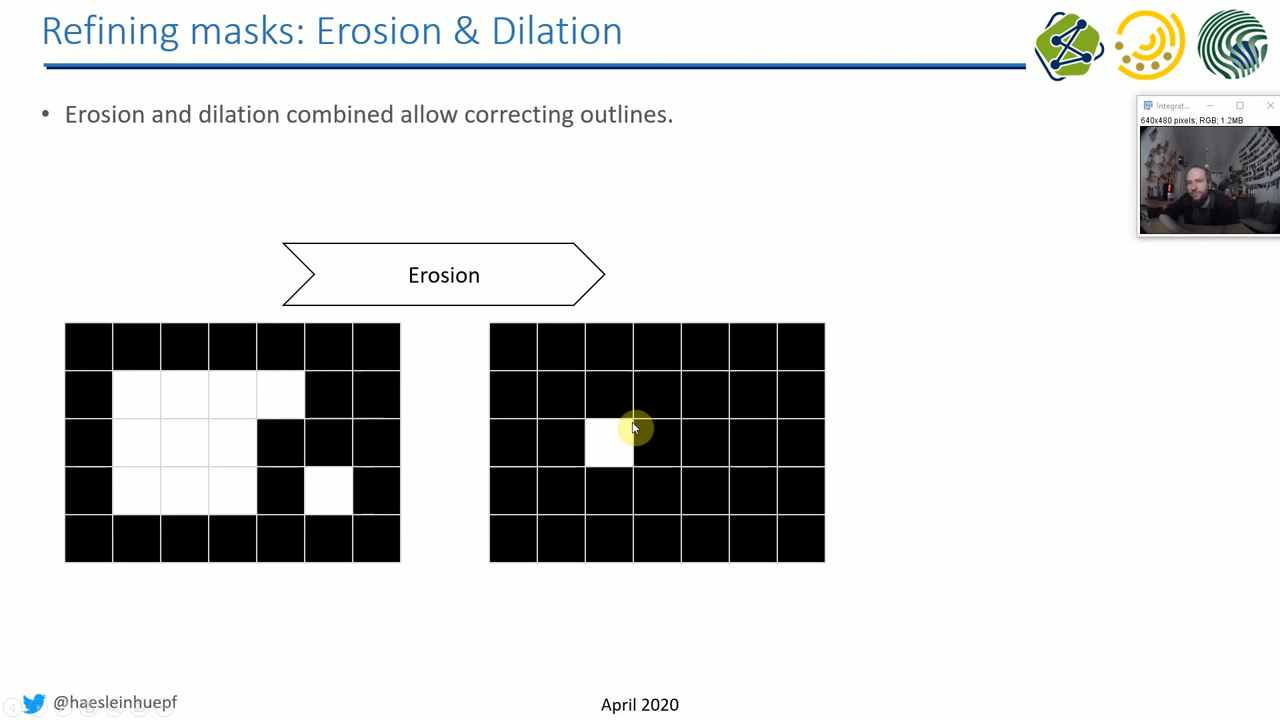 Refining masks: Erosion & Dilation
• Erosion and dilation combined allow correcting outlines.
Integrat...
640x480 pixels; RGB; 1.2MB
Erosion
@haesleinhuepf
April 2020